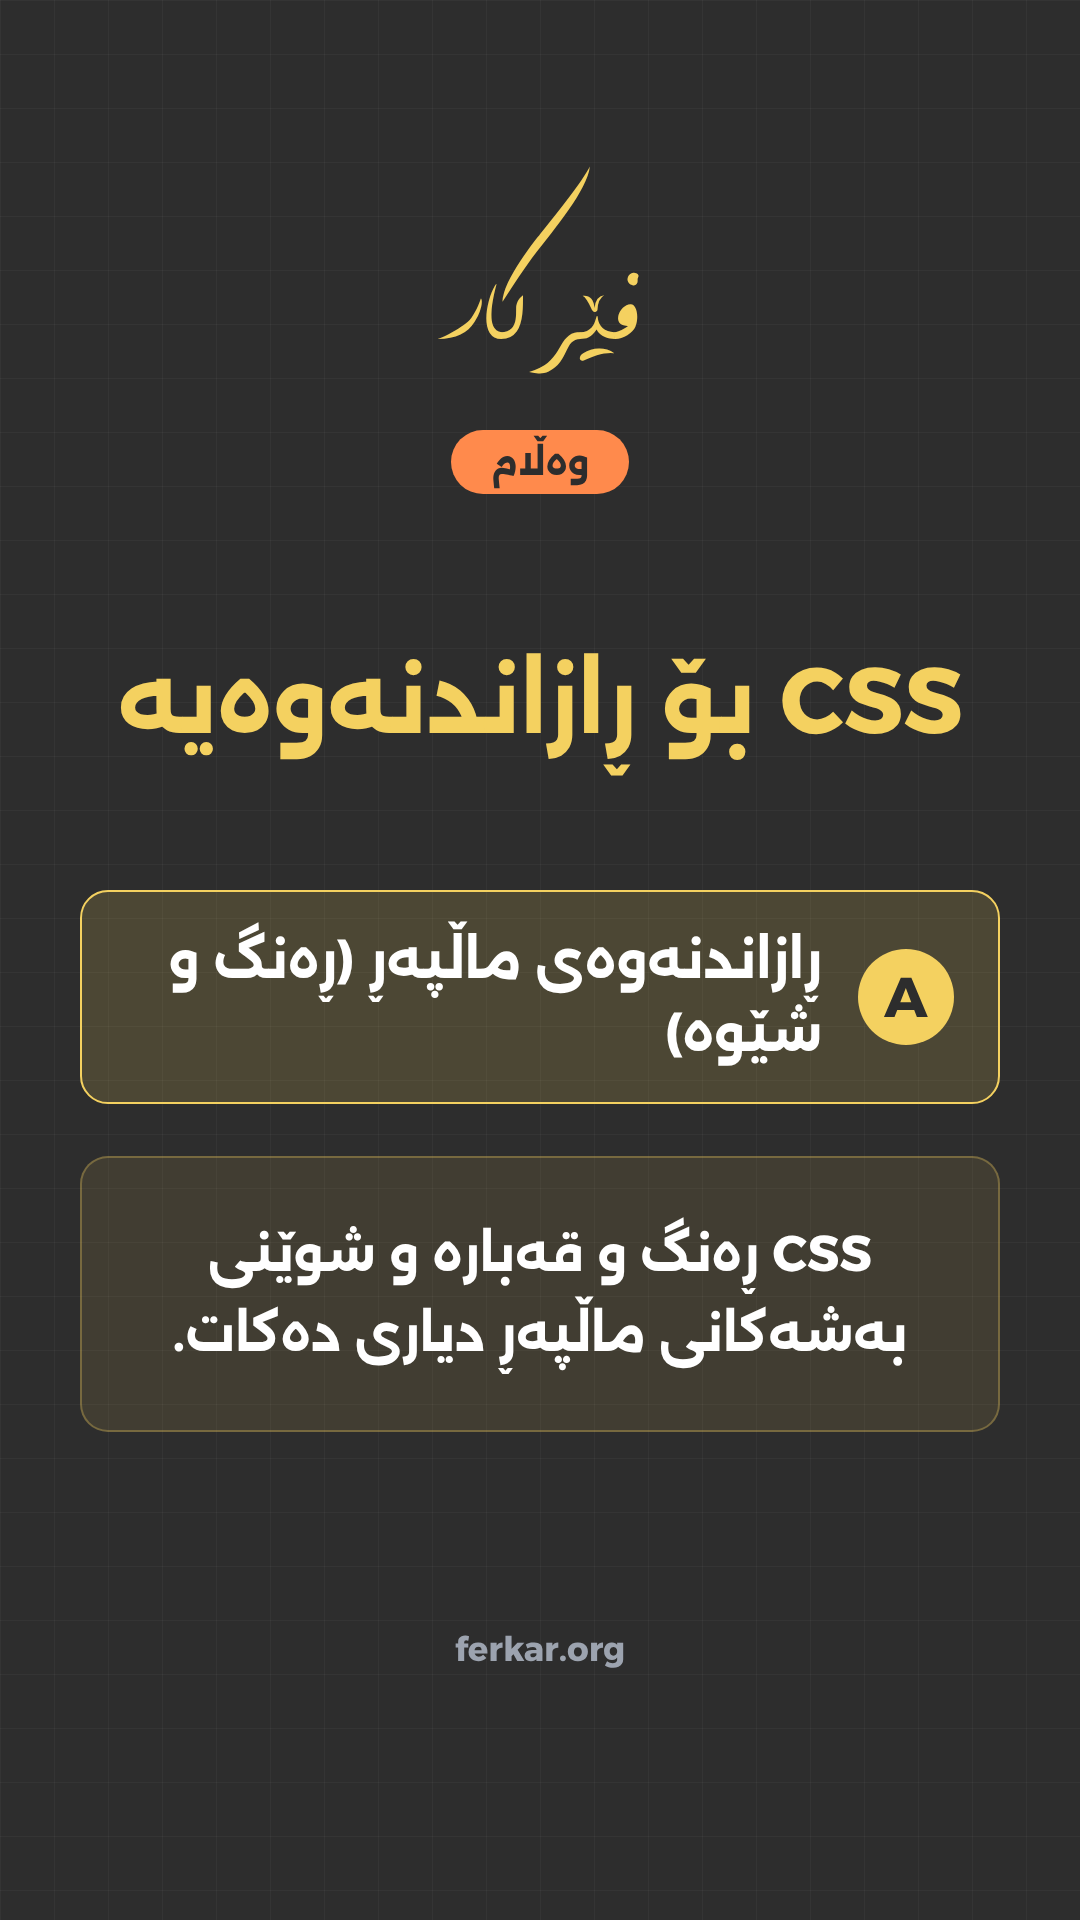 فێرکار
وەڵام
CSS بۆ ڕازاندنەوەیە
A
ڕازاندنەوەی ماڵپەڕ (ڕەنگ و
شێوە)
CSS ڕەنگ و قەبارە و شوێنی
بەشەکانی ماڵپەڕ دیاری دەکات.
ferkar.org